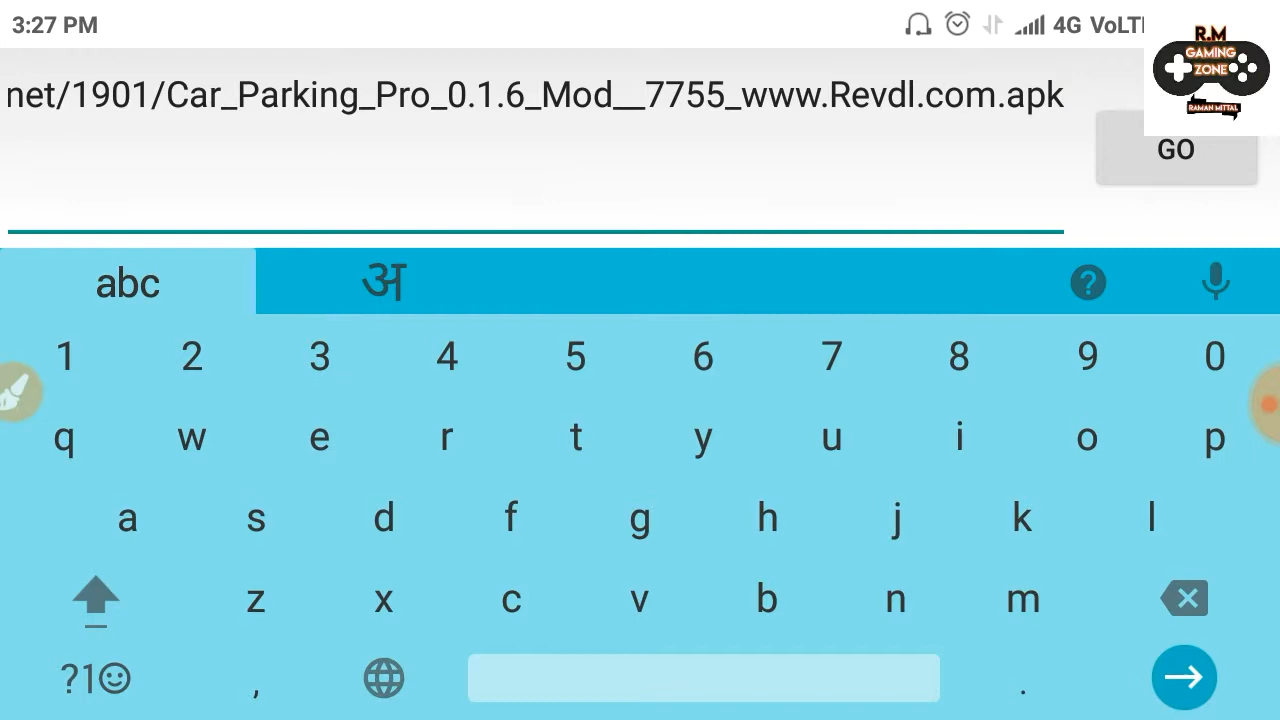 3:27 PM 4G VoLT
R.M
GAMING
ZONE
RAMAN MITTAL
net/1901/Car_Parking_Pro_0.1.6_Mod__7755_www.Revdl.com.apk
GO
abc अ ?
1 2 3 4 5 6 7 8 9 0
q w e r t y u i o p
a s d f g h j k l
z x c v b n m
?1☺ , .